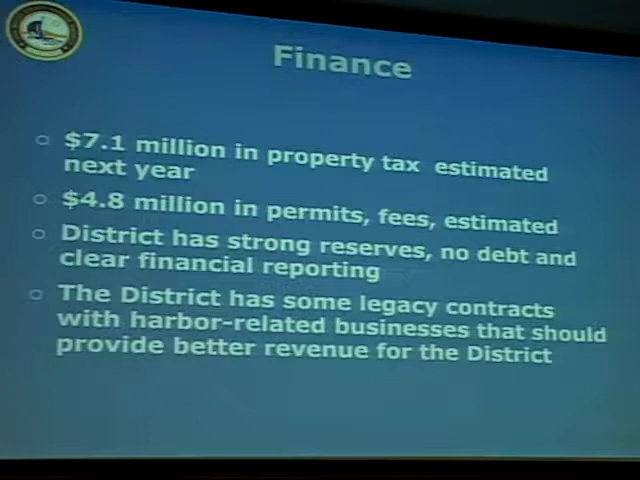 Finance
$7.1 million in property tax estimated
next year
$4.8 million in permits, fees, estimated
District has strong reserves, no debt and
clear financial reporting
The District has some legacy contracts
with harbor-related businesses that should
provide better revenue for the District